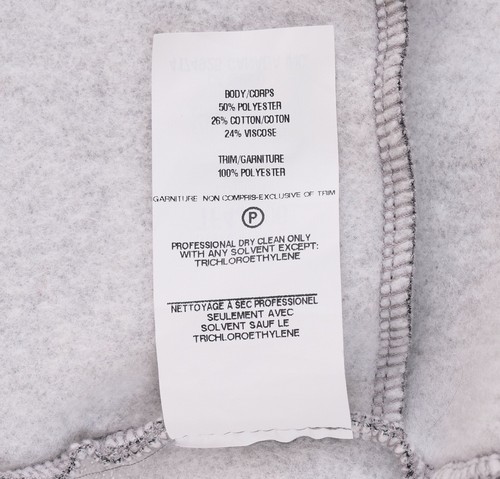 BODY/CORPS
50% POLYESTER
26% COTTON/COTON
24% VISCOSE
TRIM/GARNITURE
100% POLYESTER
GARNITURE NON COMPRIS-EXCLUSIVE OF TRIM
P
PROFESSIONAL DRY CLEAN ONLY
WITH ANY SOLVENT EXCEPT:
TRICHLOROETHYLENE
NETTOYAGE À SEC PROFESSIONEL
SEULEMENT AVEC
SOLVENT SAUF LE
TRICHLOROETHYLENE